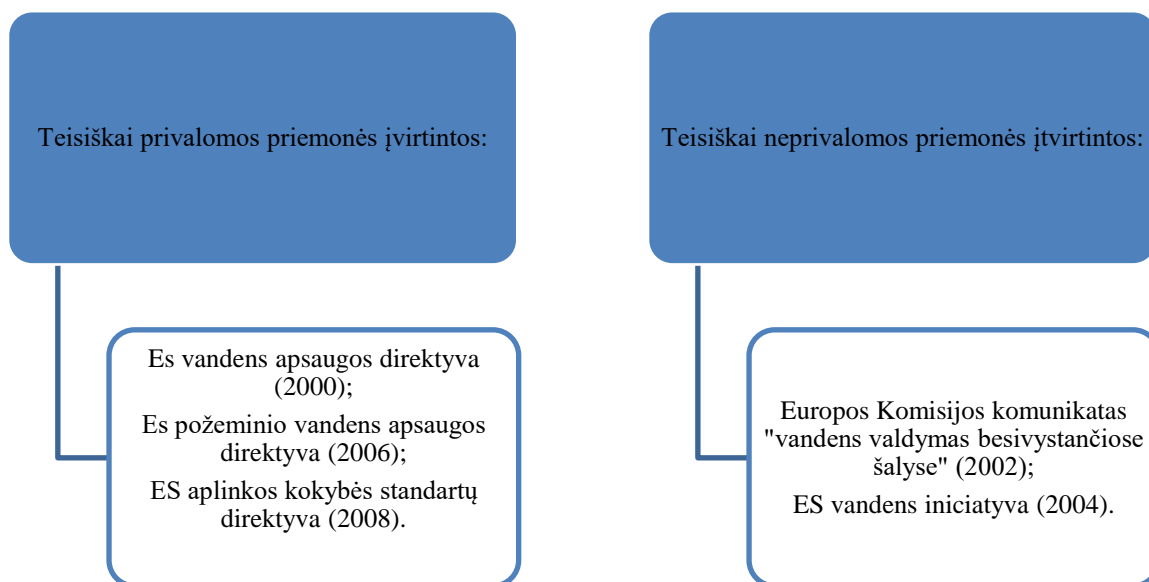 Teisiškai privalomos priemonės įvirtintos:
Es vandens apsaugos direktyva
(2000);
Es požeminio vandens apsaugos
direktyva (2006);
ES aplinkos kokybės standartų
direktyva (2008).
Teisiškai neprivalomos priemonės įtvirtintos:
Europos Komisijos komunikatas
"vandens valdymas besivystančiose
šalyse" (2002);
ES vandens iniciatyva (2004).